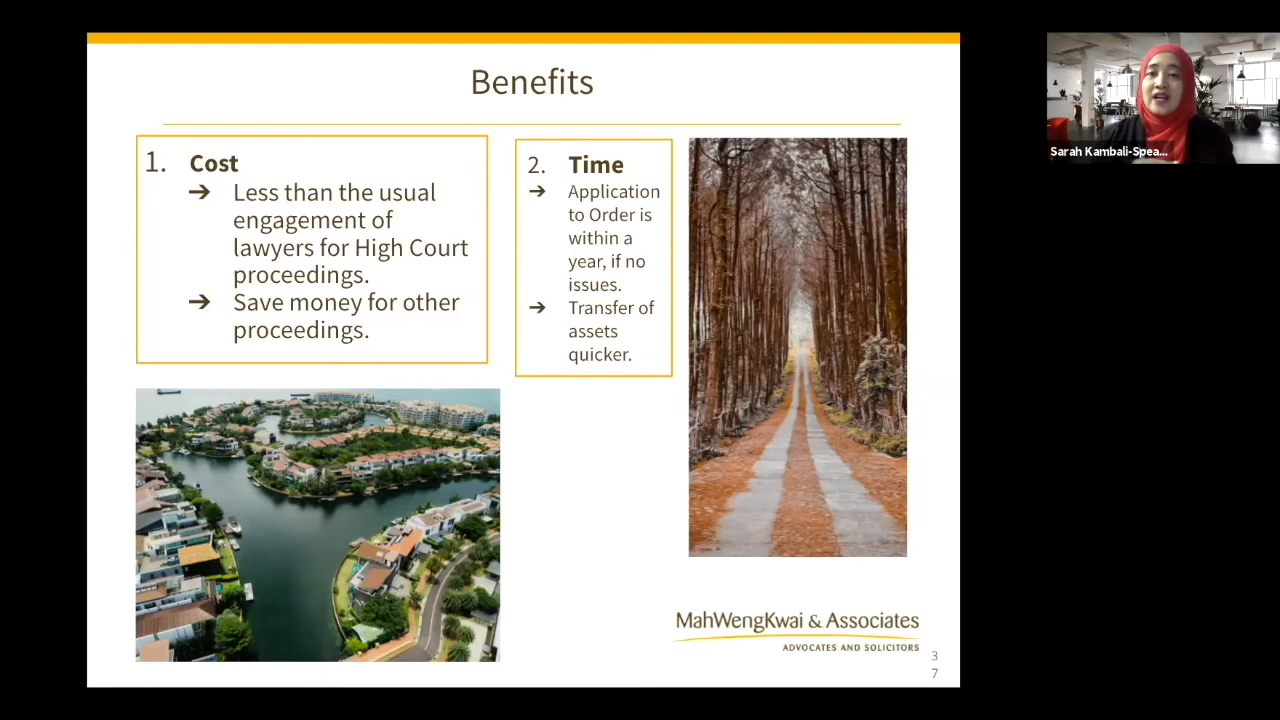 Benefits
1. Cost
➔ Less than the usual
engagement of
lawyers for High Court
proceedings.
➔ Save money for other
proceedings.
2. Time
➔ Application
to Order is
within a
year, if no
issues.
➔ Transfer of
assets
quicker.
MahWengKwai & Associates
ADVOCATES AND SOLICITORS
3
7
Sarah Kambali-Spea...